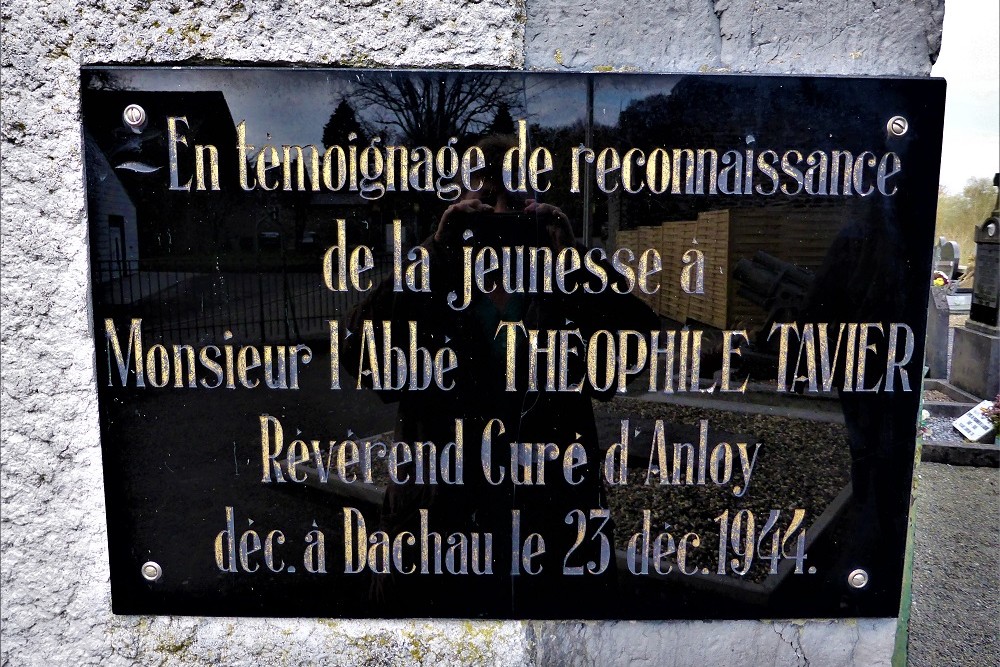 En témoignage de reconnaissance
de la jeunesse à
Monsieur l'Abbé THÉOPHILE TAVIER
Révérend Curé d'Anloy
déc. à Dachau le 23 déc. 1944.